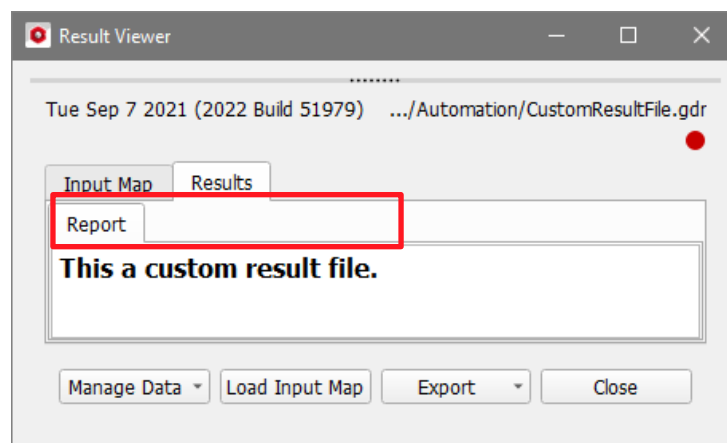 Result Viewer
Tue Sep 7 2021 (2022 Build 51979) .../Automation/CustomResultFile.gdr
Input Map Results
Report
This a custom result file.
Manage Data Load Input Map Export Close